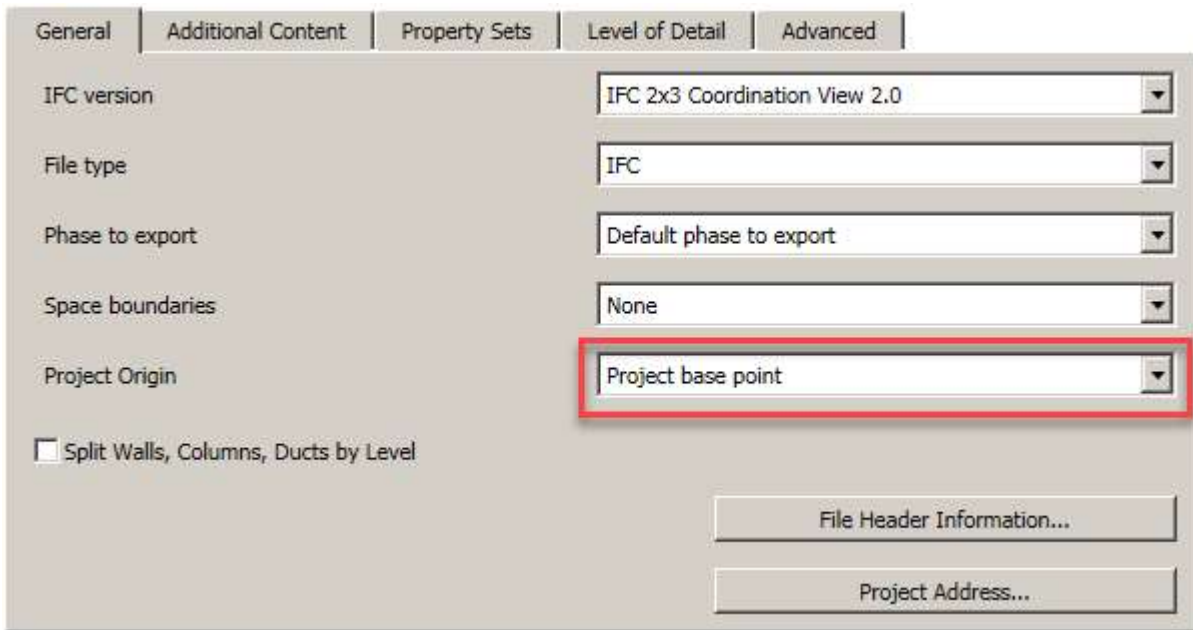 General Additional Content Property Sets Level of Detail Advanced
IFC version IFC 2x3 Coordination View 2.0
File type IFC
Phase to export Default phase to export
Space boundaries None
Project Origin Project base point
Split Walls, Columns, Ducts by Level
File Header Information...
Project Address...